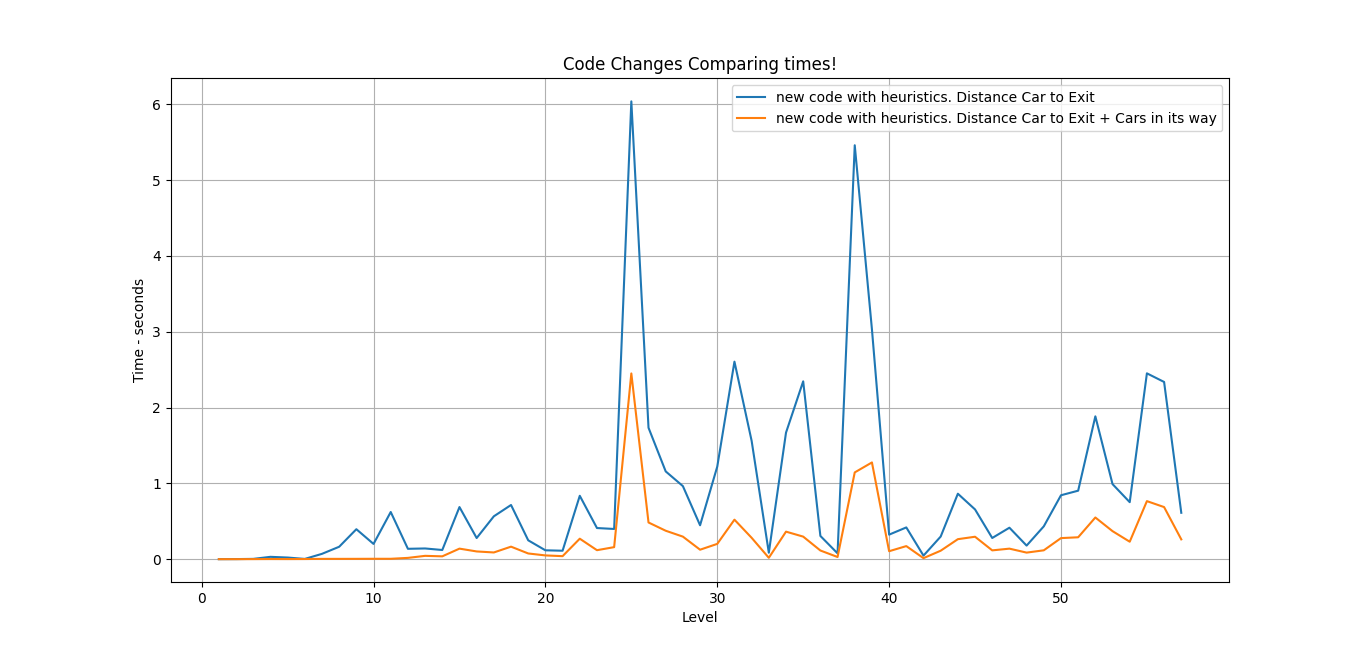 Code Changes Comparing times!
new code with heuristics. Distance Car to Exit
new code with heuristics. Distance Car to Exit + Cars in its way
6
5
4
3
2
1
0
Time - seconds
0 10 20 30 40 50
Level